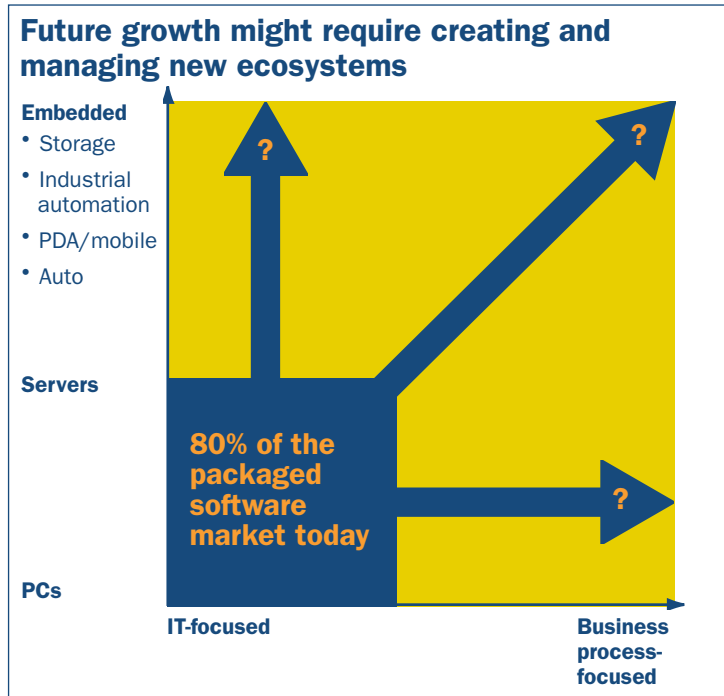 Future growth might require creating and
managing new ecosystems
Embedded
• Storage
• Industrial
automation
• PDA/mobile
• Auto
Servers
PCs
?
?
80% of the
packaged
software
market today
?
IT-focused
Business
process-
focused